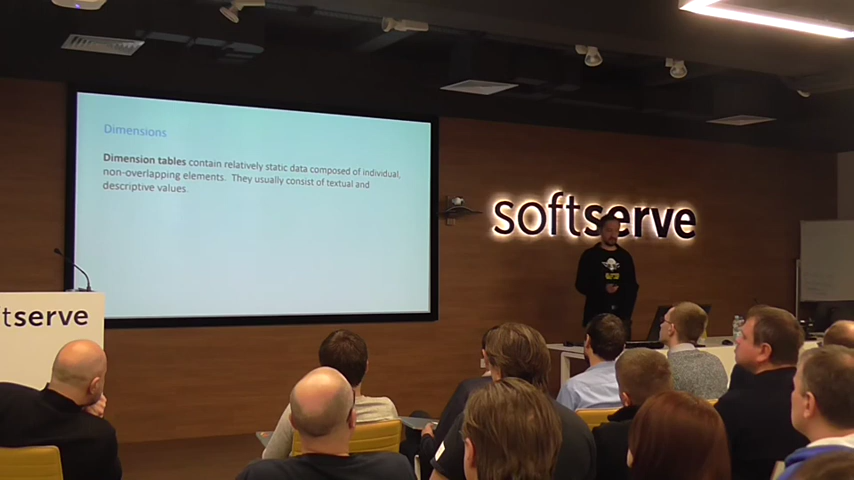 Dimensions
Dimension tables contain relatively static data composed of individual,
non-overlapping elements. They usually consist of textual and
descriptive values.
softserve
tserve